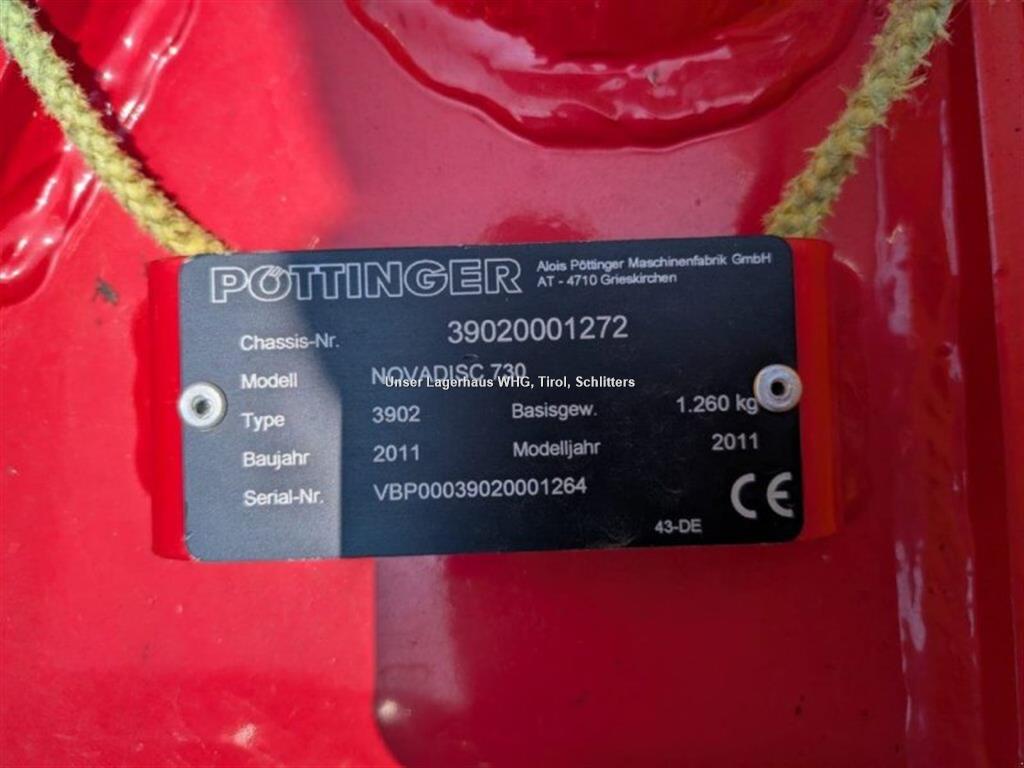 PÖTTINGER Alois Pöttinger Maschinenfabrik GmbH
AT - 4710 Grieskirchen
Chassis-Nr. 39020001272
Modell NOVADISC 730
Unser Lagerhaus WHG, Tirol, Schlitters
Type 3902 Basisgew. 1.260 kg
Baujahr 2011 Modelljahr 2011
Serial-Nr. VBP00039020001264
CE
43-DE